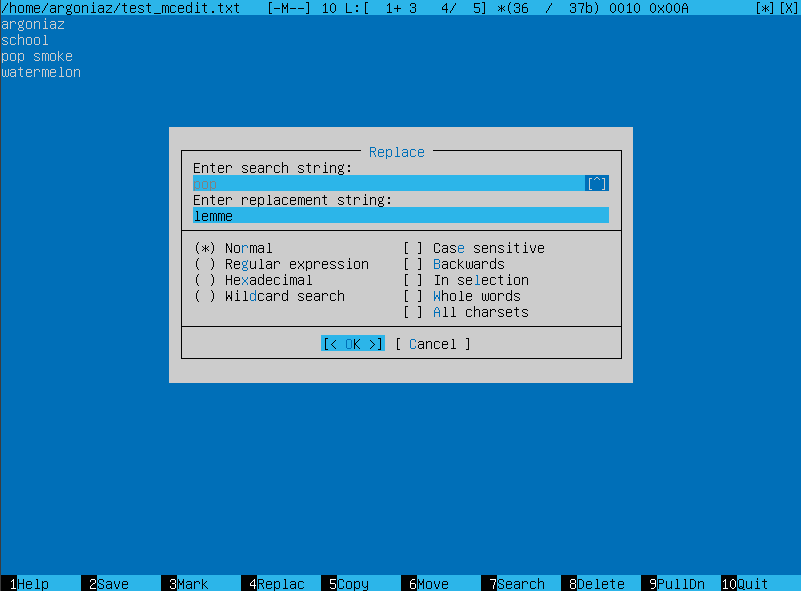 /home/argoniaz/test_mcedit.txt [-M--] 10 L:[ 1+ 3 4/ 5] *(36 / 37b) 0010 0x00A [*][X]
argoniaz
school
pop smoke
watermelon
Replace
Enter search string:
pop [^]
Enter replacement string:
lemme
(*) Normal [ ] Case sensitive
( ) Regular expression [ ] Backwards
( ) Hexadecimal [ ] In selection
( ) Wildcard search [ ] Whole words
[ ] All charsets
[< OK >] [ Cancel ]
1Help 2Save 3Mark 4Replac 5Copy 6Move 7Search 8Delete 9PullDn 10Quit